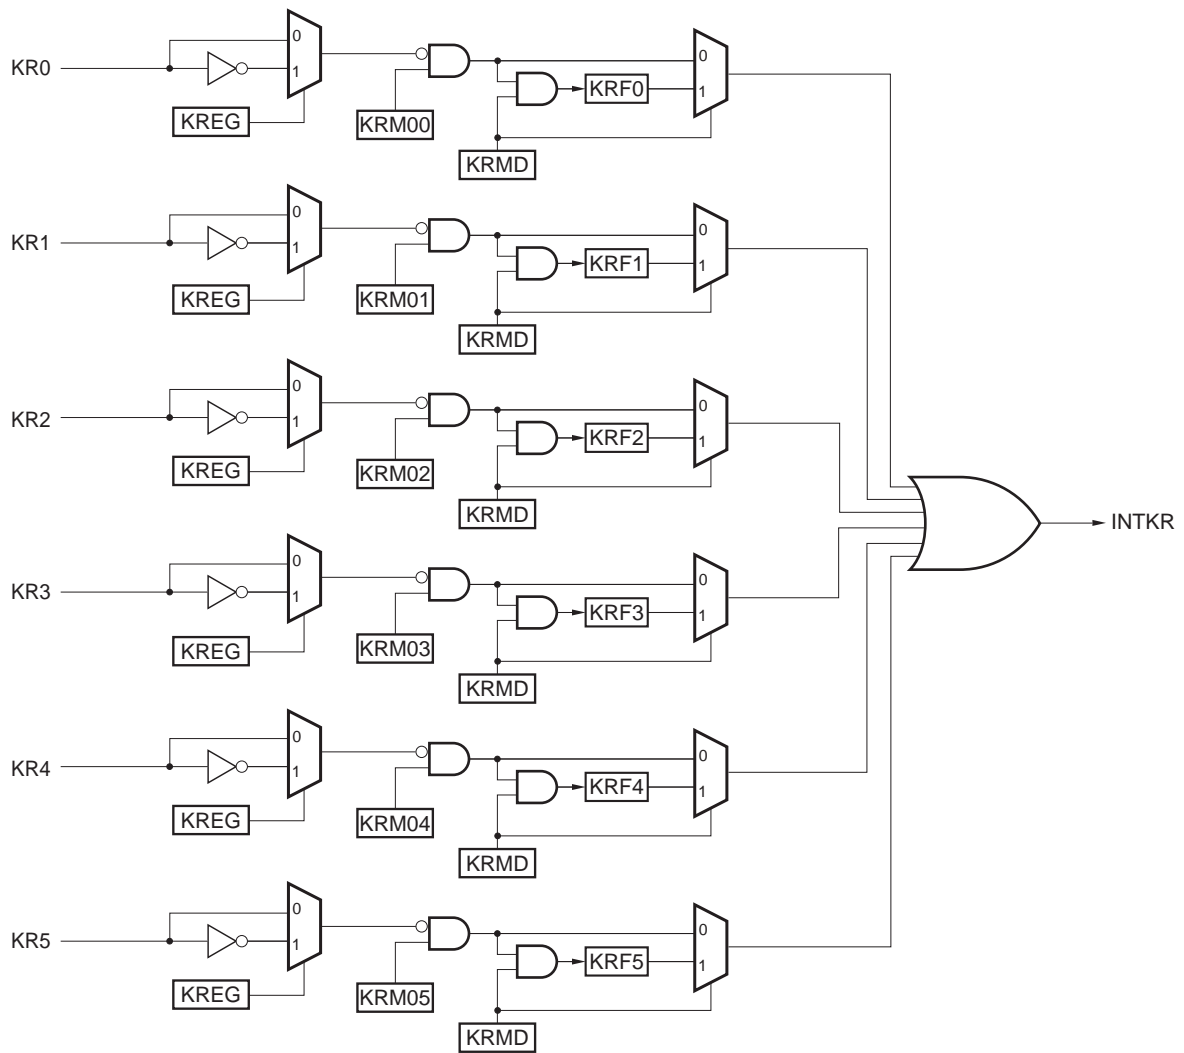 KR0
0
1
KREG
KRM00
KRF0
0
1
KRMD
KR1
0
1
KREG
KRM01
KRF1
0
1
KRMD
KR2
0
1
KREG
KRM02
KRF2
0
1
KRMD
KR3
0
1
KREG
KRM03
KRF3
0
1
KRMD
KR4
0
1
KREG
KRM04
KRF4
0
1
KRMD
KR5
0
1
KREG
KRM05
KRF5
0
1
KRMD
INTKR